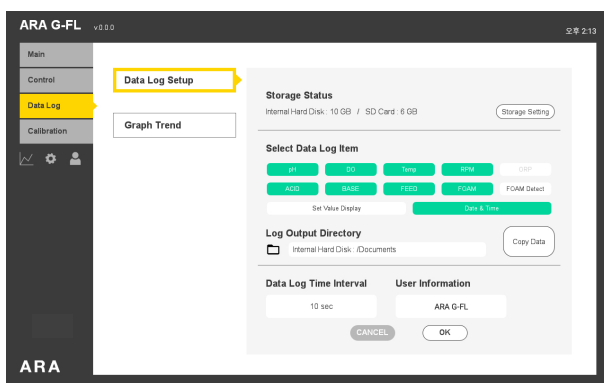 ARA G-FL v.0.0.0
오후 2:13
Main
Control
Data Log
Calibration
Data Log Setup
Graph Trend
Storage Status
Internal Hard Disk : 10 GB / SD Card : 6 GB
Storage Setting
Select Data Log Item
pH DO Temp RPM ORP
ACID BASE FEED FOAM FOAM Detect
Set Value Display Date & Time
Log Output Directory
Internal Hard Disk : /Documents
Copy Data
Data Log Time Interval User Information
10 sec ARA G-FL
CANCEL OK
ARA